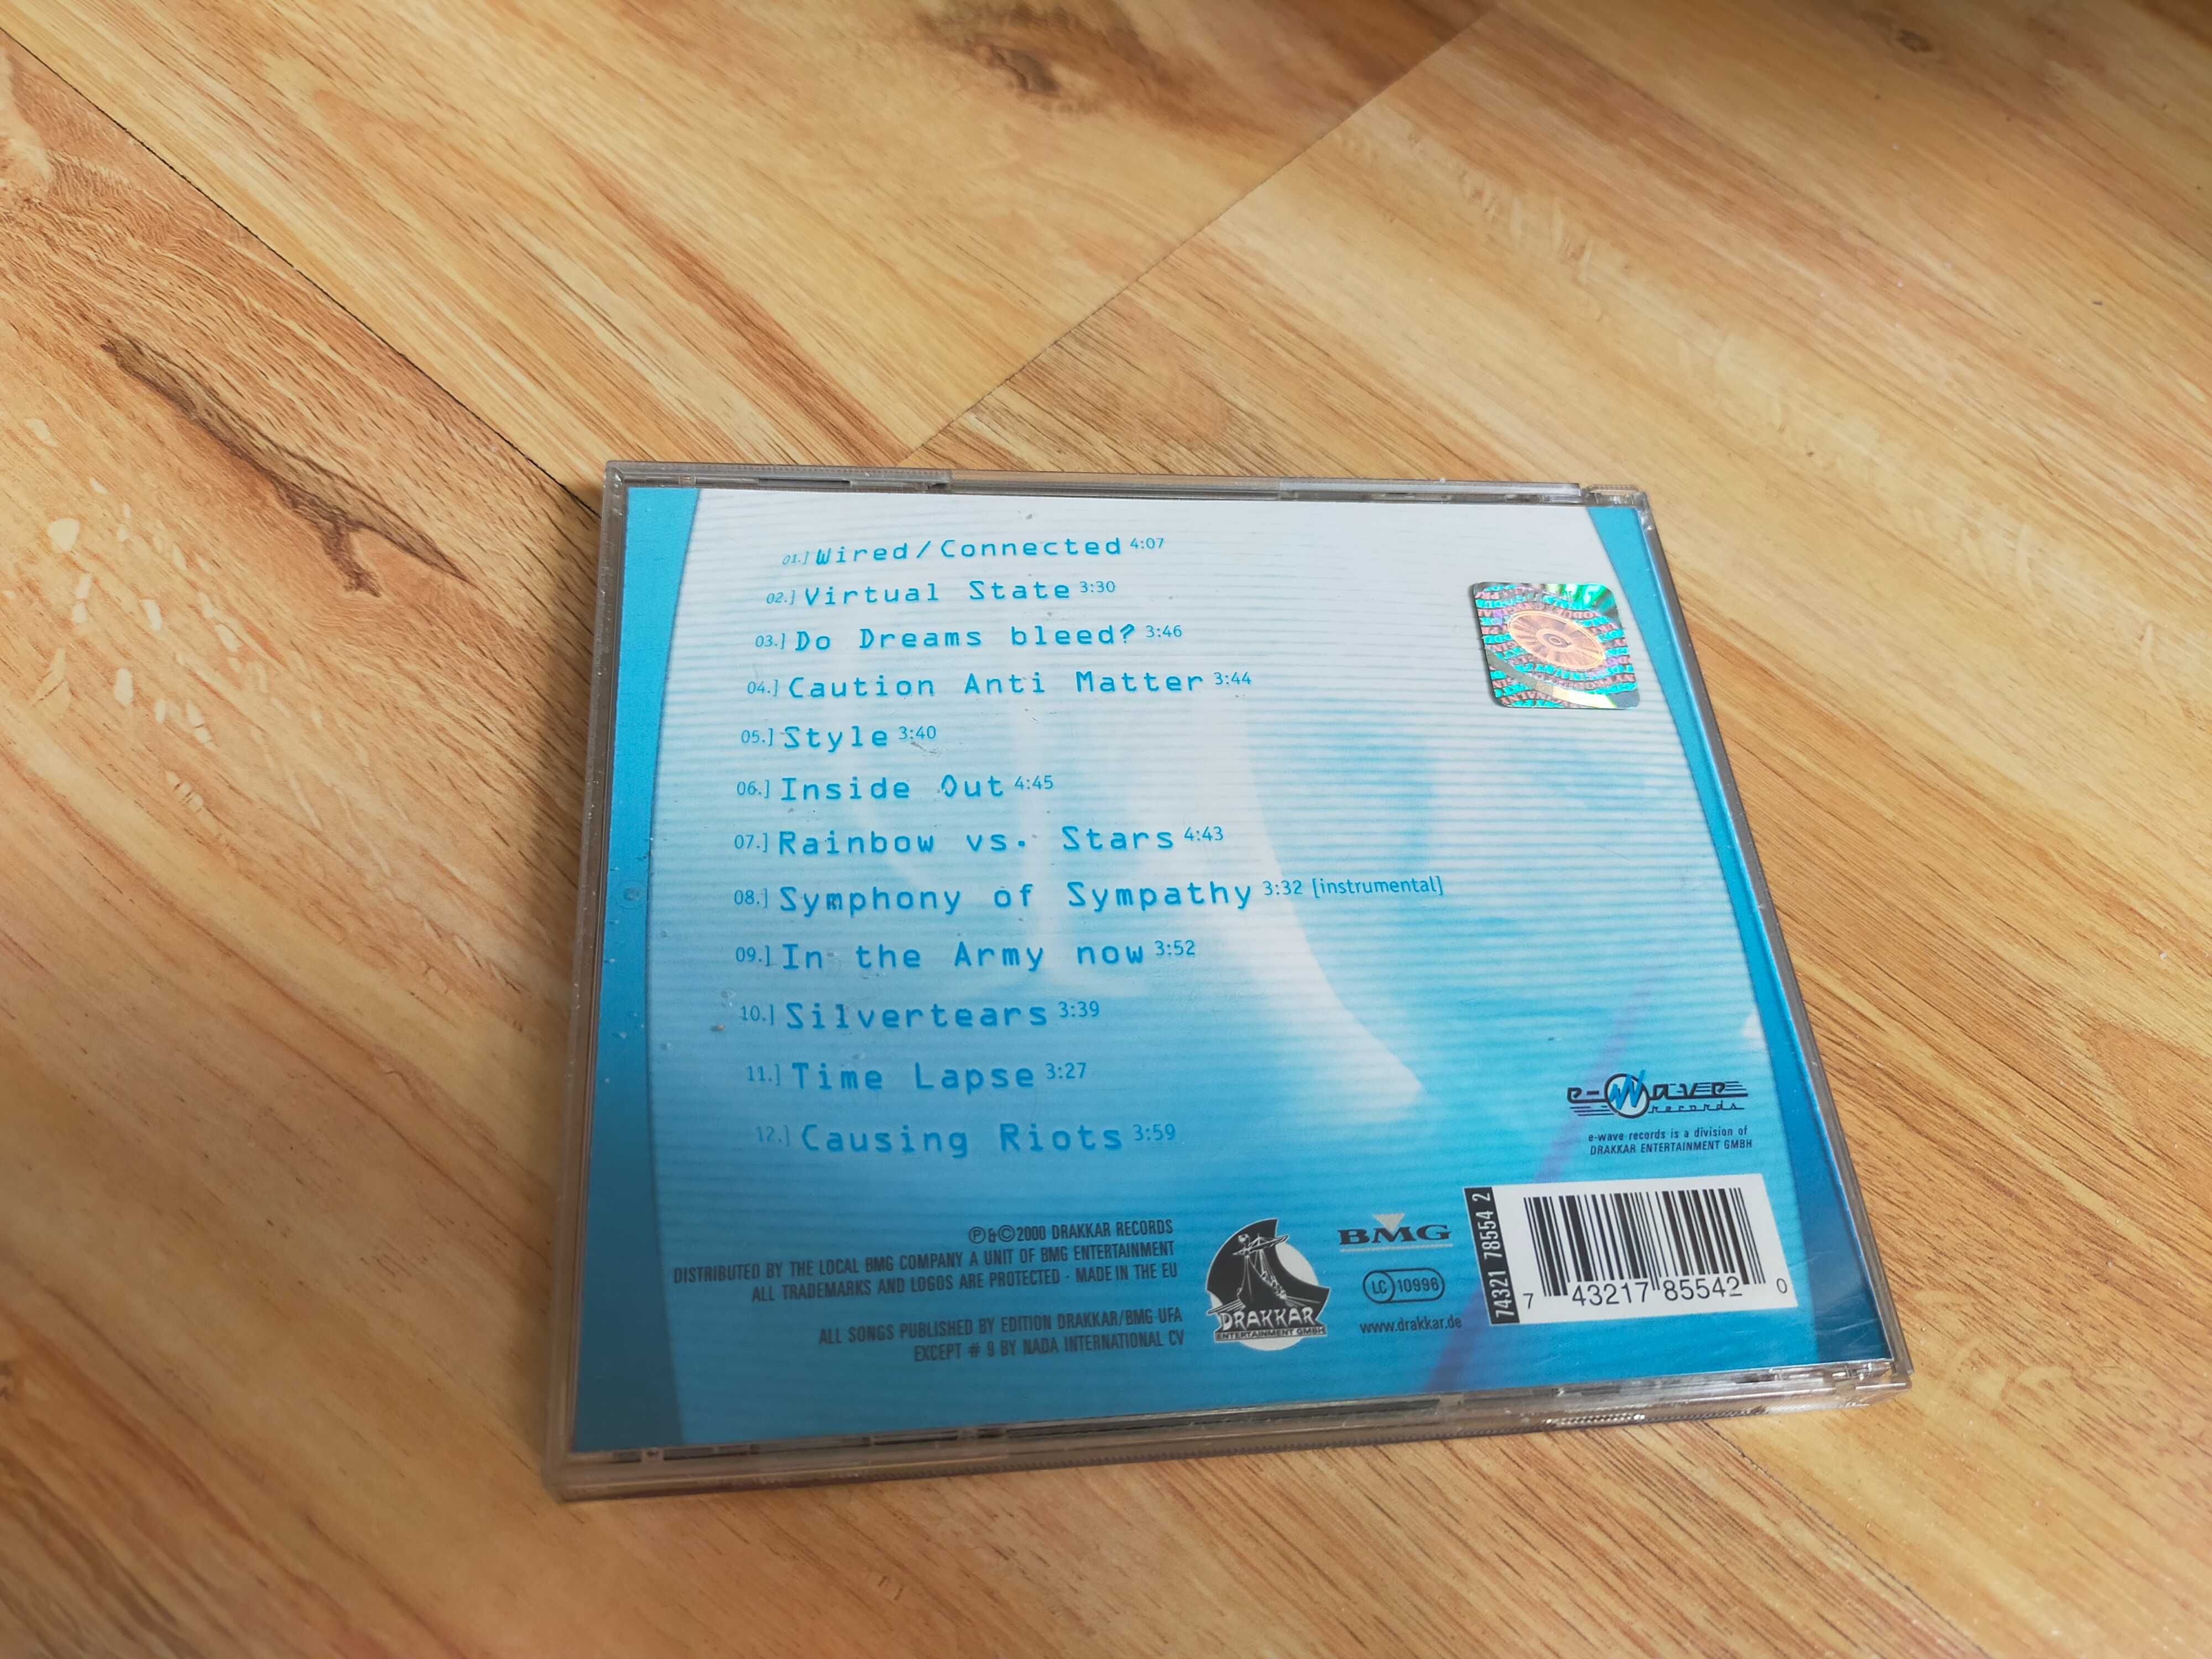 01.] Wired/Connected 4:07
02.] Virtual State 3:30
03.] Do Dreams bleed? 3:46
04.] Caution Anti Matter 3:44
05.] Style 3:40
06.] Inside Out 4:45
07.] Rainbow vs. Stars 4:43
08.] Symphony of Sympathy 3:32 [instrumental]
09.] In the Army now 3:52
10.] Silvertears 3:39
11.] Time Lapse 3:27
12.] Causing Riots 3:59
e-Wave
records
e-wave records is a division of
DRAKKAR ENTERTAINMENT GMBH
Ⓟ&©2000 DRAKKAR RECORDS
DISTRIBUTED BY THE LOCAL BMG COMPANY A UNIT OF BMG ENTERTAINMENT
ALL TRADEMARKS AND LOGOS ARE PROTECTED · MADE IN THE EU
ALL SONGS PUBLISHED BY EDITION DRAKKAR/BMG UFA
EXCEPT # 9 BY NADA INTERNATIONAL CV
DRAKKAR
ENTERTAINMENT GMBH
BMG
LC 10996
www.drakkar.de
74321 78554 2
7 43217 85542 0